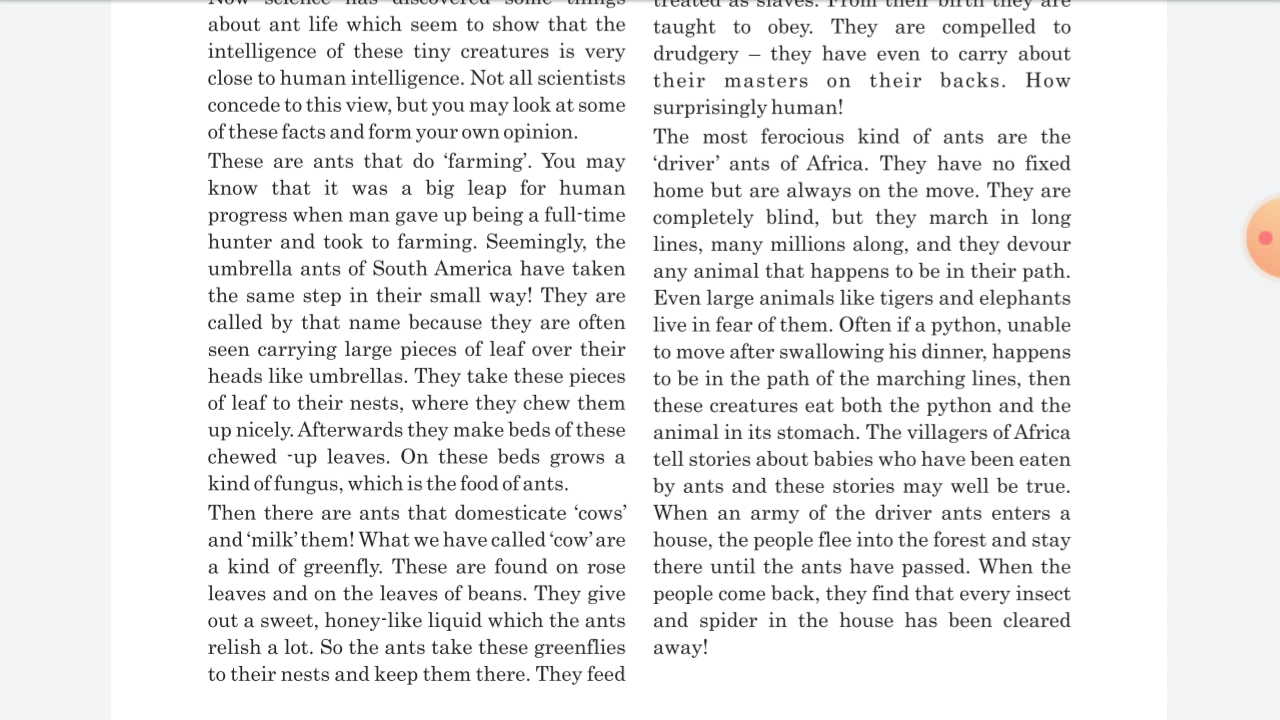 Now science has discovered some things
about ant life which seem to show that the
intelligence of these tiny creatures is very
close to human intelligence. Not all scientists
concede to this view, but you may look at some
of these facts and form your own opinion.
These are ants that do ‘farming’. You may
know that it was a big leap for human
progress when man gave up being a full-time
hunter and took to farming. Seemingly, the
umbrella ants of South America have taken
the same step in their small way! They are
called by that name because they are often
seen carrying large pieces of leaf over their
heads like umbrellas. They take these pieces
of leaf to their nests, where they chew them
up nicely. Afterwards they make beds of these
chewed -up leaves. On these beds grows a
kind of fungus, which is the food of ants.
Then there are ants that domesticate ‘cows’
and ‘milk’ them! What we have called ‘cow’ are
a kind of greenfly. These are found on rose
leaves and on the leaves of beans. They give
out a sweet, honey-like liquid which the ants
relish a lot. So the ants take these greenflies
to their nests and keep them there. They feed
treated as slaves. From their birth they are
taught to obey. They are compelled to
drudgery – they have even to carry about
their masters on their backs. How
surprisingly human!
The most ferocious kind of ants are the
‘driver’ ants of Africa. They have no fixed
home but are always on the move. They are
completely blind, but they march in long
lines, many millions along, and they devour
any animal that happens to be in their path.
Even large animals like tigers and elephants
live in fear of them. Often if a python, unable
to move after swallowing his dinner, happens
to be in the path of the marching lines, then
these creatures eat both the python and the
animal in its stomach. The villagers of Africa
tell stories about babies who have been eaten
by ants and these stories may well be true.
When an army of the driver ants enters a
house, the people flee into the forest and stay
there until the ants have passed. When the
people come back, they find that every insect
and spider in the house has been cleared
away!